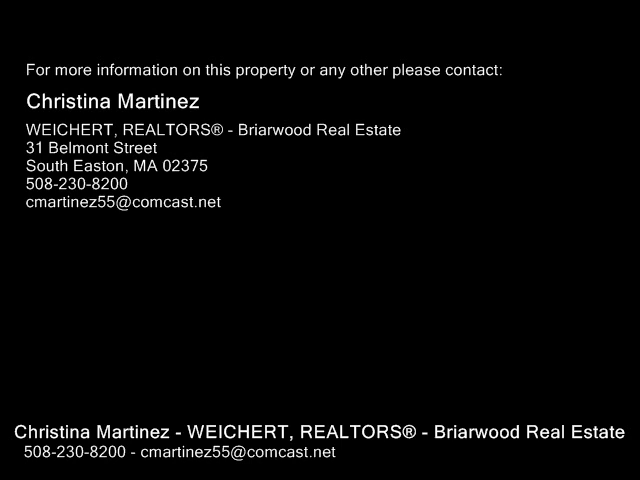 For more information on this property or any other please contact:
Christina Martinez
WEICHERT, REALTORS® - Briarwood Real Estate
31 Belmont Street
South Easton, MA 02375
508-230-8200
cmartinez55@comcast.net
Christina Martinez - WEICHERT, REALTORS® - Briarwood Real Estate
508-230-8200 - cmartinez55@comcast.net